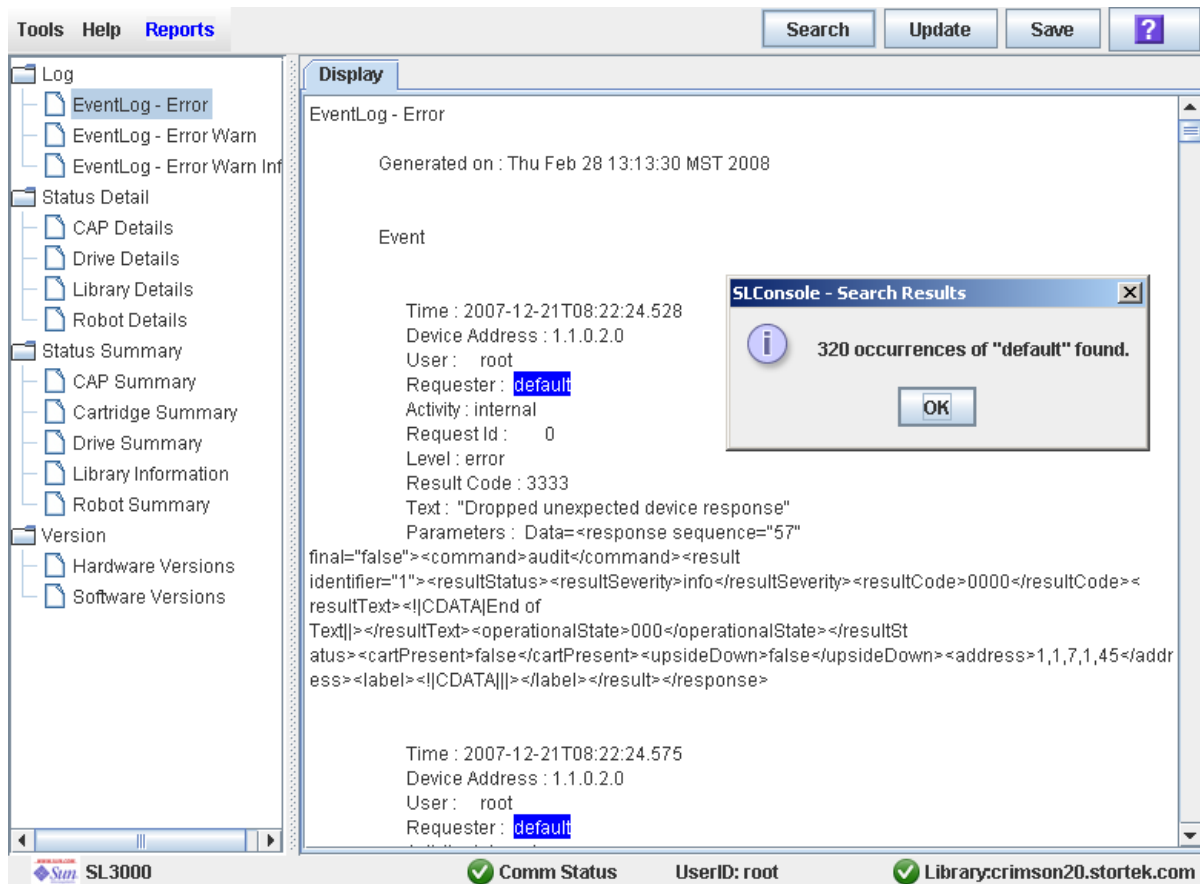 Tools Help Reports
Search Update Save ?
Log
EventLog - Error
EventLog - Error Warn
EventLog - Error Warn Inf
Status Detail
CAP Details
Drive Details
Library Details
Robot Details
Status Summary
CAP Summary
Cartridge Summary
Drive Summary
Library Information
Robot Summary
Version
Hardware Versions
Software Versions
Display
EventLog - Error
Generated on : Thu Feb 28 13:13:30 MST 2008
Event
Time : 2007-12-21T08:22:24.528
Device Address : 1.1.0.2.0
User : root
Requester : default
Activity : internal
Request Id : 0
Level : error
Result Code : 3333
Text : "Dropped unexpected device response"
Parameters : Data=<response sequence="57"
final="false"><command>audit</command><result
identifier="1"><resultStatus><resultSeverity>info</resultSeverity><resultCode>0000</resultCode><
resultText><!|CDATA|End of
Text||></resultText><operationalState>000</operationalState></resultSt
atus><cartPresent>false</cartPresent><upsideDown>false</upsideDown><address>1,1,7,1,45</addr
ess><label><!|CDATA|||></label></result></response>
Time : 2007-12-21T08:22:24.575
Device Address : 1.1.0.2.0
User : root
Requester : default
SLConsole - Search Results
320 occurrences of "default" found.
OK
Sun SL3000
Comm Status
UserID: root
Library:crimson20.stortek.com